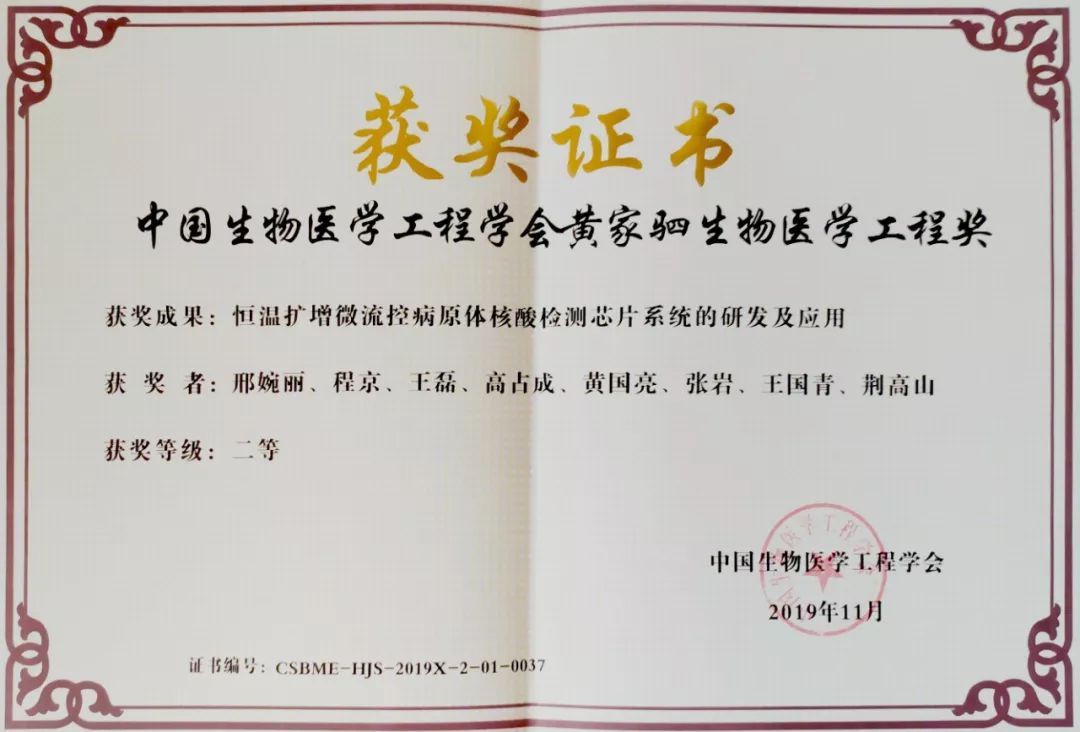 获奖证书
中国生物医学工程学会黄家驷生物医学工程奖
获奖成果：恒温扩增微流控病原体核酸检测芯片系统的研发及应用
获 奖 者：邢婉丽、程京、王磊、高占成、黄国亮、张岩、王国青、荆高山
获奖等级：二等
中国生物医学工程学会
2019年11月
证书编号：CSBME-HJS-2019X-2-01-0037